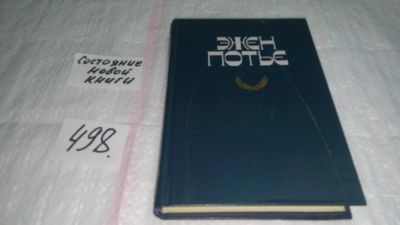 Состояние
новой
книги
498.
ЭЖЕН
ПОТЬЕ